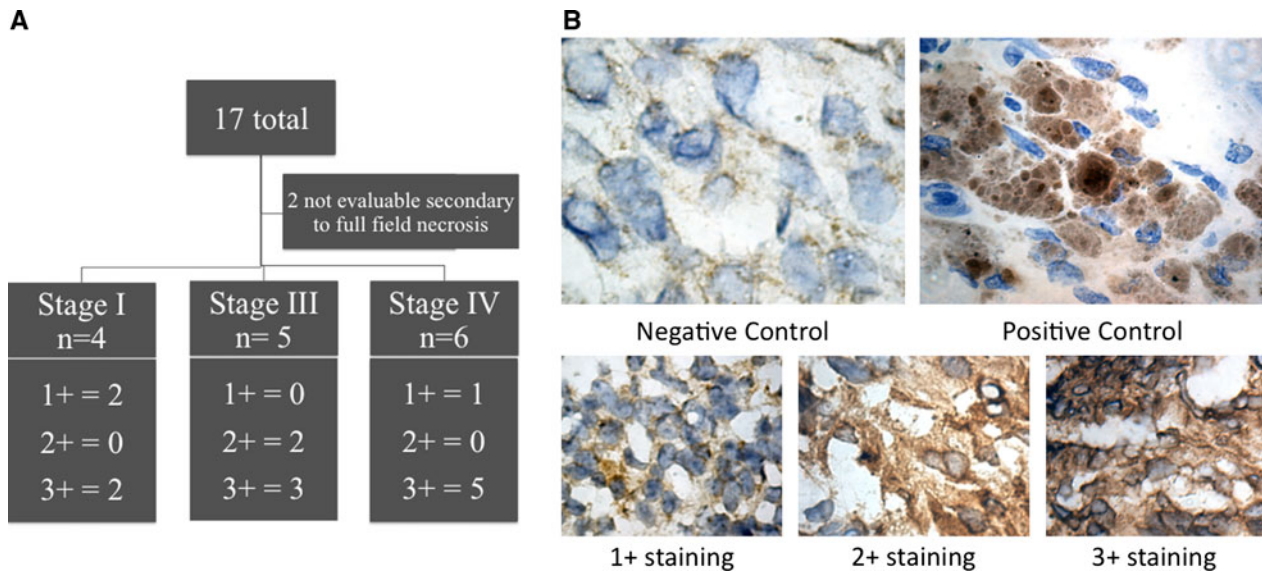 A
17 total
2 not evaluable secondary
to full field necrosis
Stage I
n=4
1+ = 2
2+ = 0
3+ = 2
Stage III
n= 5
1+ = 0
2+ = 2
3+ = 3
Stage IV
n=6
1+ = 1
2+ = 0
3+ = 5
B
Negative Control
Positive Control
1+ staining
2+ staining
3+ staining